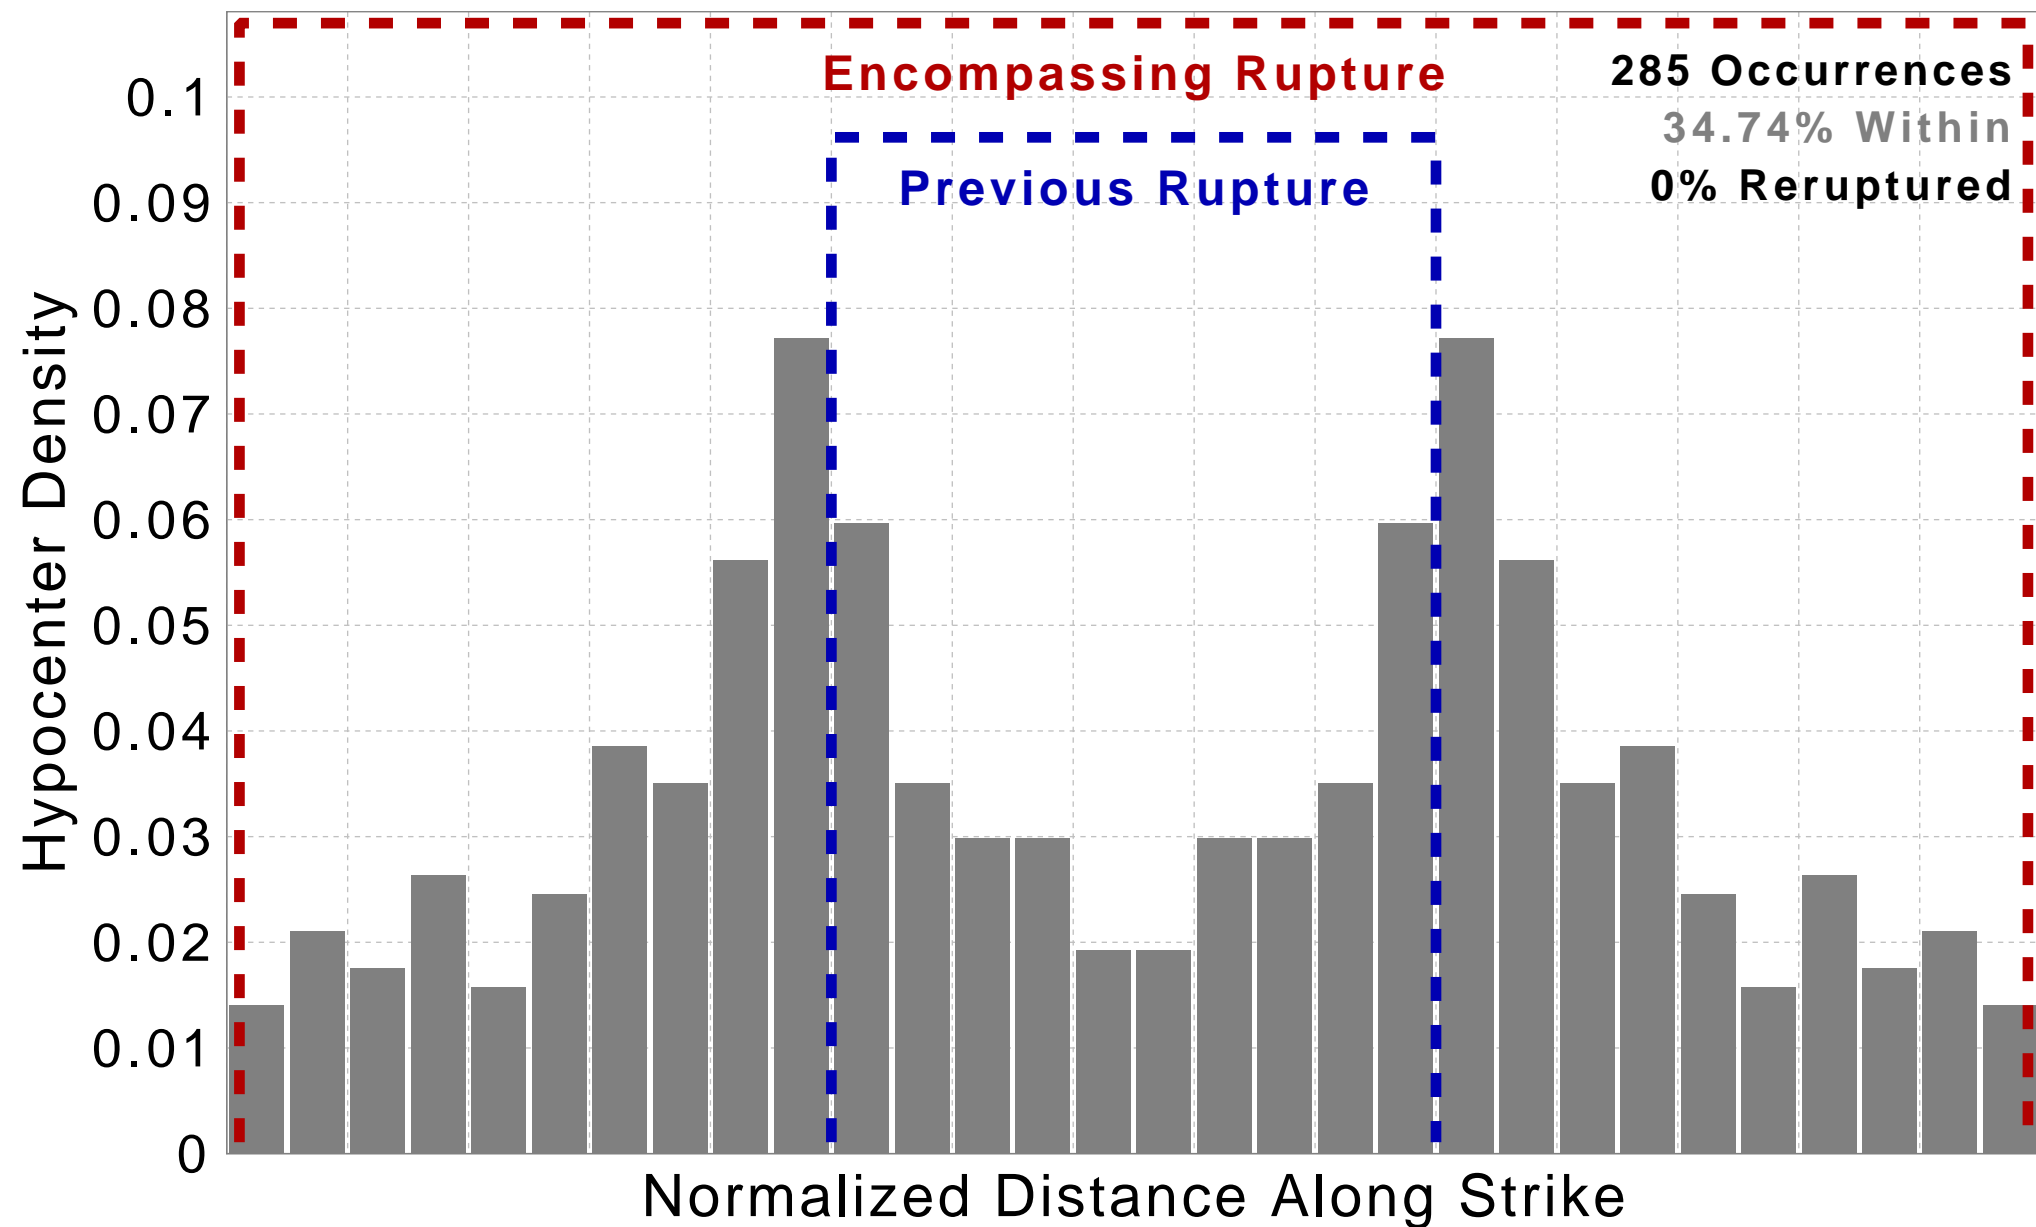 Encompassing Rupture
285 Occurrences
34.74% Within
0% Reruptured
Previous Rupture
Hypocenter Density
0.1
0.09
0.08
0.07
0.06
0.05
0.04
0.03
0.02
0.01
0
Normalized Distance Along Strike